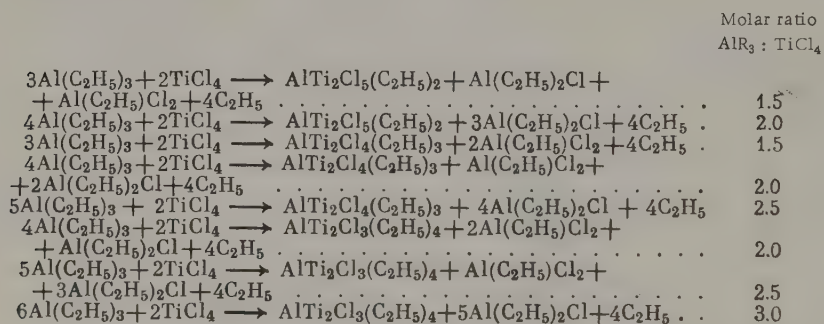 Molar ratio
AlR₃ : TiCl₄
3Al(C₂H₅)₃+2TiCl₄ ⟶ AlTi₂Cl₅(C₂H₅)₂+Al(C₂H₅)₂Cl+
+Al(C₂H₅)Cl₂+4C₂H₅ . . . . . . . . . . . . . . . . . . . . 1.5
4Al(C₂H₅)₃+2TiCl₄ ⟶ AlTi₂Cl₅(C₂H₅)₂+3Al(C₂H₅)₂Cl+4C₂H₅ . 2.0
3Al(C₂H₅)₃+2TiCl₄ ⟶ AlTi₂Cl₄(C₂H₅)₃+2Al(C₂H₅)Cl₂+4C₂H₅ . 1.5
4Al(C₂H₅)₃+2TiCl₄ ⟶ AlTi₂Cl₄(C₂H₅)₃+Al(C₂H₅)Cl₂+
+2Al(C₂H₅)₂Cl+4C₂H₅ . . . . . . . . . . . . . . . . . . . . 2.0
5Al(C₂H₅)₃ + 2TiCl₄ ⟶ AlTi₂Cl₄(C₂H₅)₃ + 4Al(C₂H₅)₂Cl + 4C₂H₅ 2.5
4Al(C₂H₅)₃+2TiCl₄ ⟶ AlTi₂Cl₃(C₂H₅)₄+2Al(C₂H₅)Cl₂+
+Al(C₂H₅)₂Cl+4C₂H₅ . . . . . . . . . . . . . . . . . . . . 2.0
5Al(C₂H₅)₃+2TiCl₄ ⟶ AlTi₂Cl₃(C₂H₅)₄+Al(C₂H₅)Cl₂+
+3Al(C₂H₅)₂Cl+4C₂H₅ . . . . . . . . . . . . . . . . . . . . 2.5
6Al(C₂H₅)₃+2TiCl₄ ⟶ AlTi₂Cl₃(C₂H₅)₄+5Al(C₂H₅)₂Cl+4C₂H₅ . . 3.0